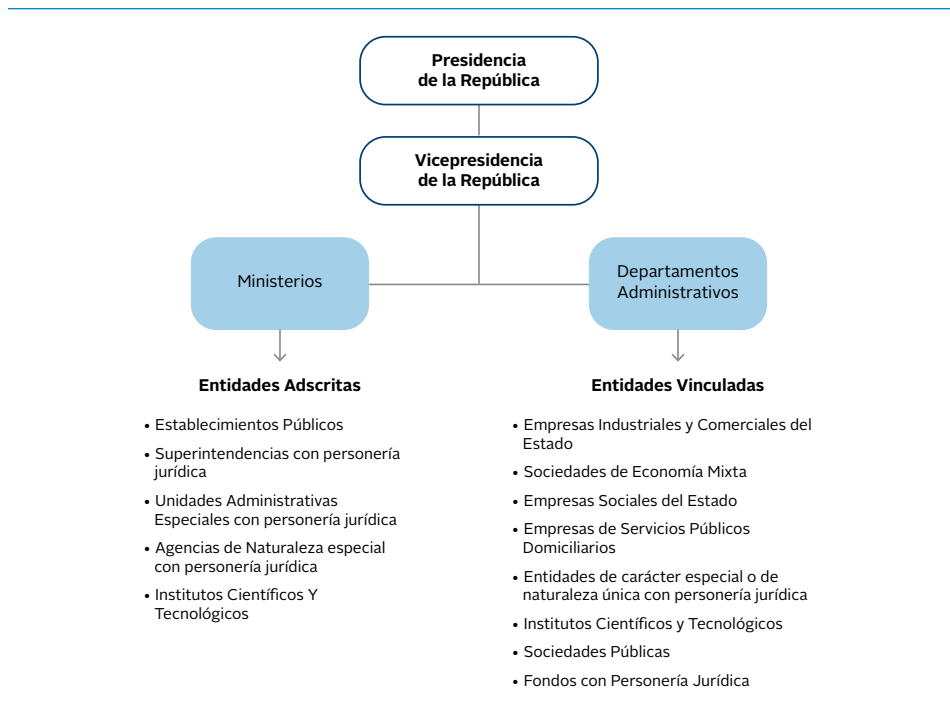 Presidencia
de la República
Vicepresidencia
de la República
Ministerios
Departamentos
Administrativos
Entidades Adscritas
• Establecimientos Públicos
• Superintendencias con personería
jurídica
• Unidades Administrativas
Especiales con personería jurídica
• Agencias de Naturaleza especial
con personería jurídica
• Institutos Científicos Y
Tecnológicos
Entidades Vinculadas
• Empresas Industriales y Comerciales del
Estado
• Sociedades de Economía Mixta
• Empresas Sociales del Estado
• Empresas de Servicios Públicos
Domiciliarios
• Entidades de carácter especial o de
naturaleza única con personería jurídica
• Institutos Científicos y Tecnológicos
• Sociedades Públicas
• Fondos con Personería Jurídica